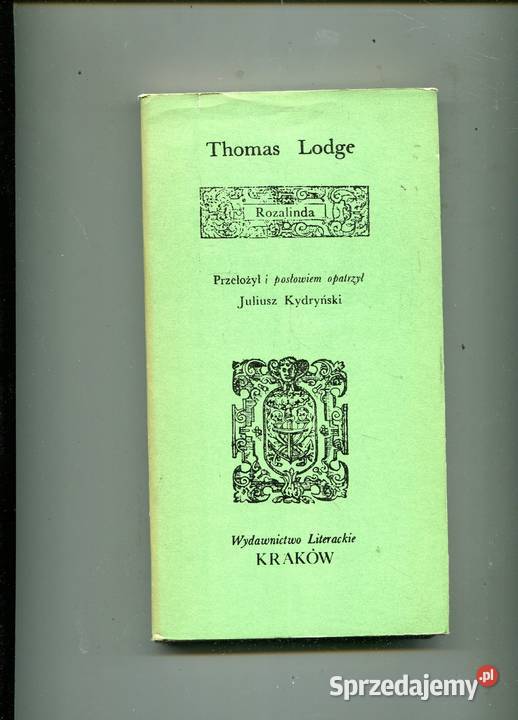 Thomas Lodge
Rozalinda
Przełożył i posłowiem opatrzył
Juliusz Kydryński
Wydawnictwo Literackie
KRAKÓW
Sprzedajemy.pl